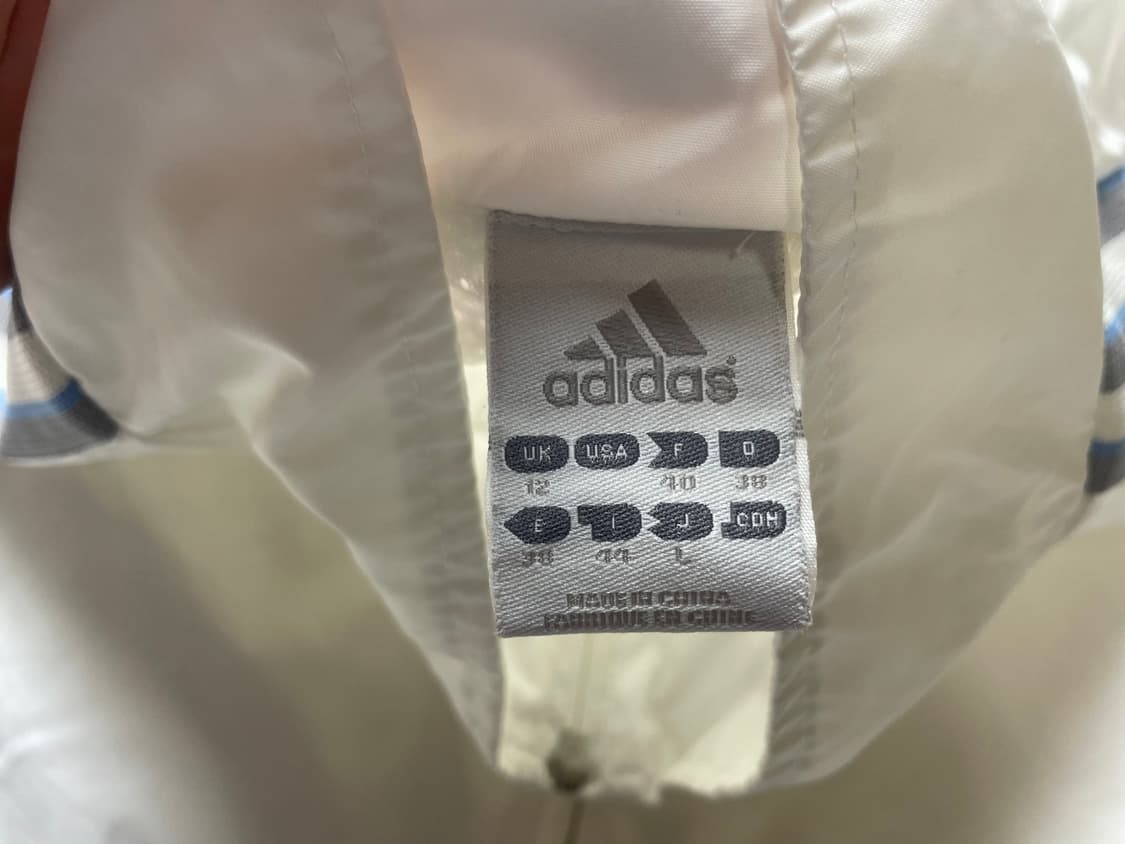 adidas
UK USA F D
12 40 38
E I J CDN
38 44 L
MADE IN CHINA
FABRIQUE EN CHINE